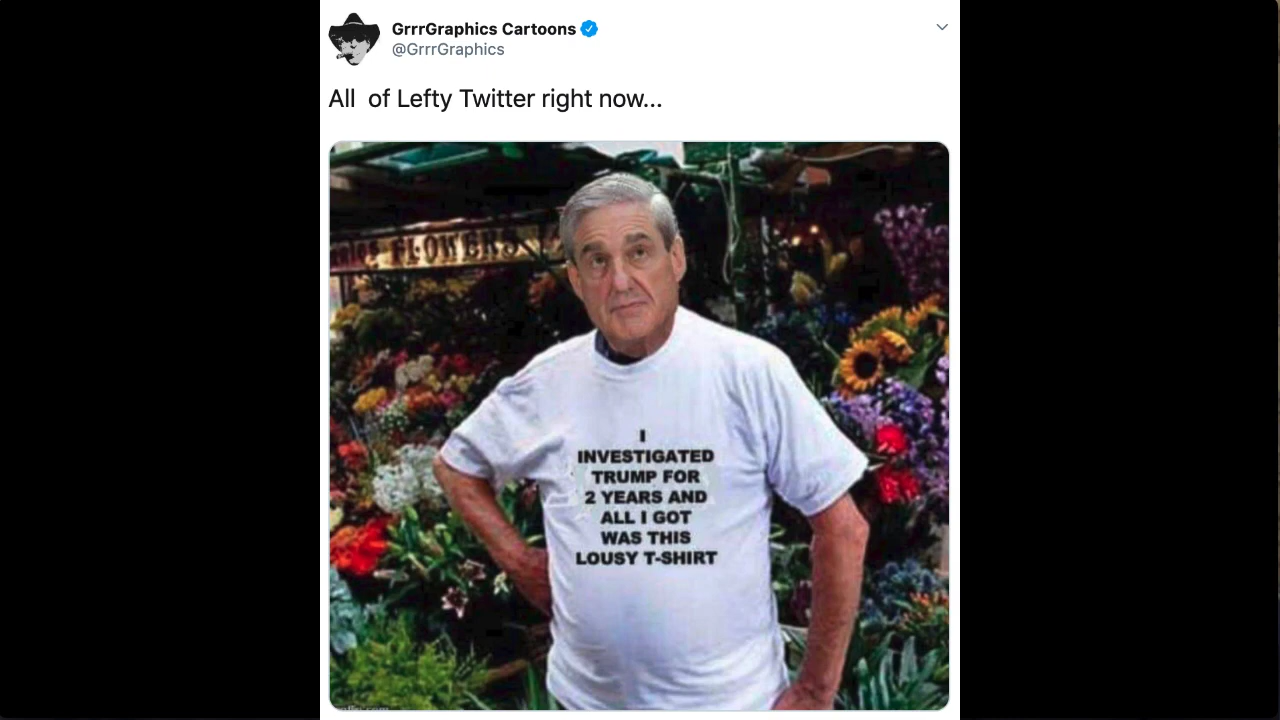 GrrrGraphics Cartoons
@GrrrGraphics
All of Lefty Twitter right now...
FLOWERS
I
INVESTIGATED
TRUMP FOR
2 YEARS AND
ALL I GOT
WAS THIS
LOUSY T-SHIRT